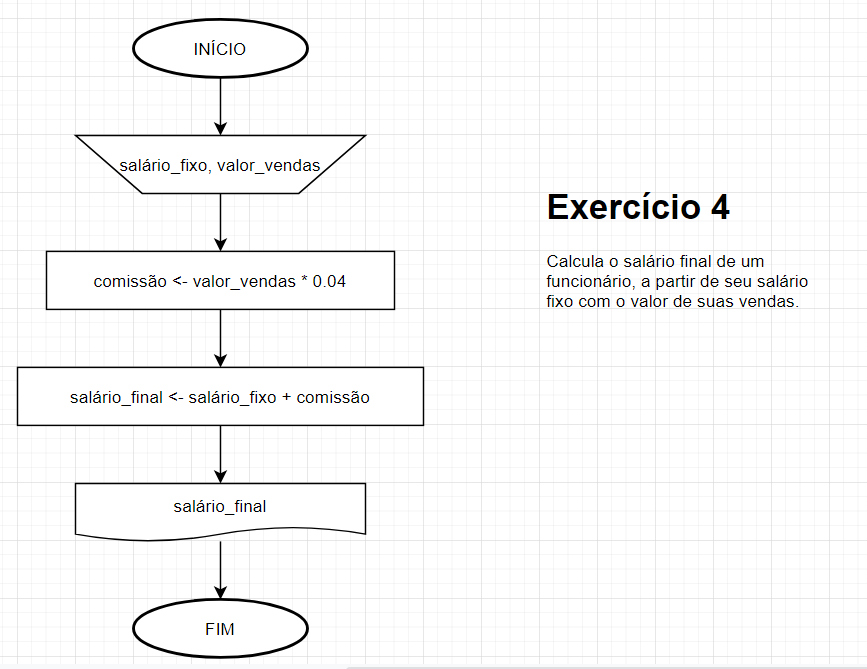 INÍCIO
salário_fixo, valor_vendas
comissão <- valor_vendas * 0.04
salário_final <- salário_fixo + comissão
salário_final
FIM
Exercício 4
Calcula o salário final de um
funcionário, a partir de seu salário
fixo com o valor de suas vendas.